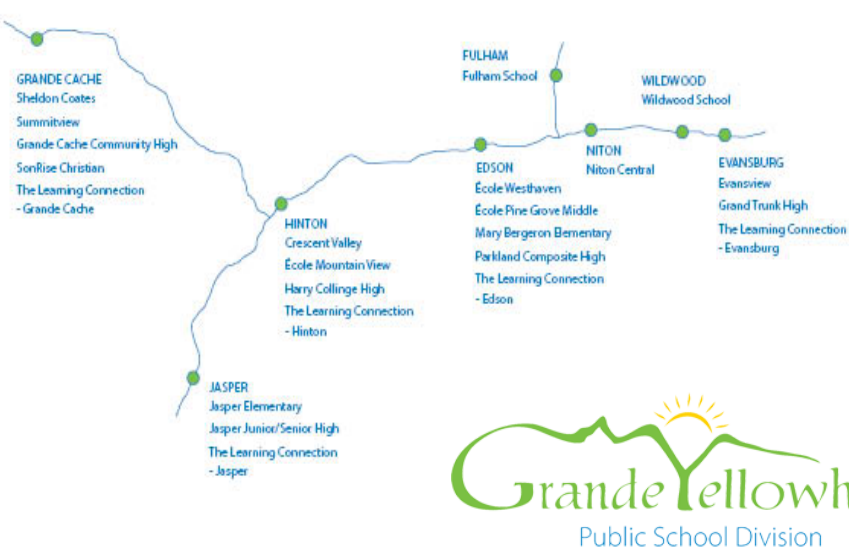 GRANDE CACHE
Sheldon Coates
Summitview
Grande Cache Community High
SonRise Christian
The Learning Connection
- Grande Cache
HINTON
Crescent Valley
École Mountain View
Harry Collinge High
The Learning Connection
- Hinton
JASPER
Jasper Elementary
Jasper Junior/Senior High
The Learning Connection
- Jasper
FULHAM
Fulham School
EDSON
École Westhaven
École Pine Grove Middle
Mary Bergeron Elementary
Parkland Composite High
The Learning Connection
- Edson
NITON
Niton Central
WILDWOOD
Wildwood School
EVANSBURG
Evansview
Grand Trunk High
The Learning Connection
- Evansburg
Grande Yellowh
Public School Division